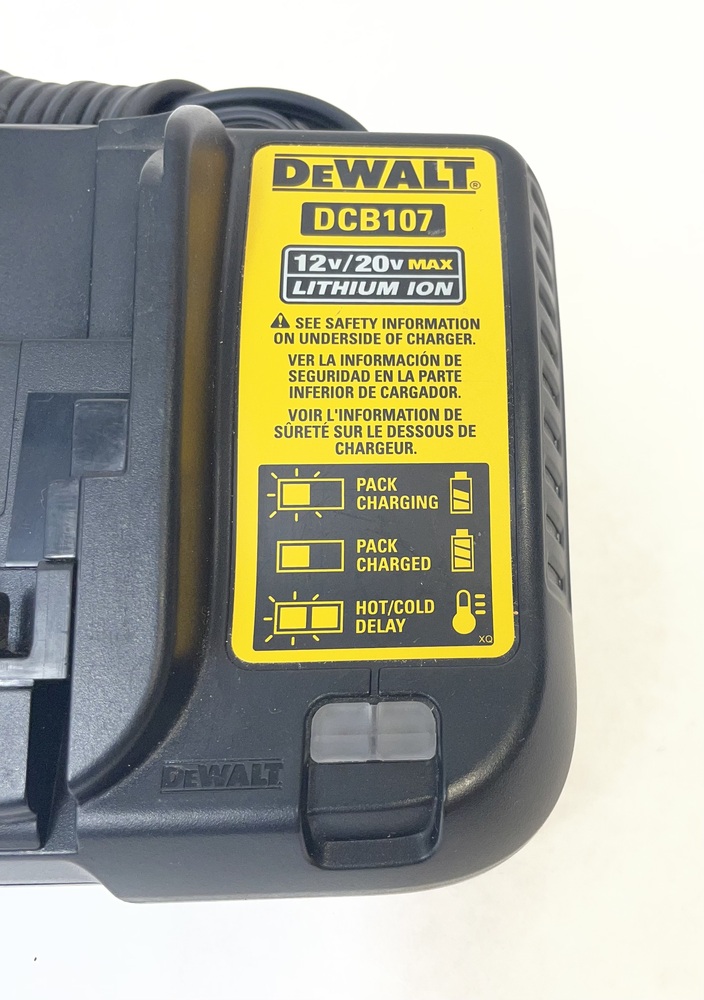 DEWALT®
DCB107
12V/20V MAX
LITHIUM ION
SEE SAFETY INFORMATION
ON UNDERSIDE OF CHARGER.
VER LA INFORMACIÓN DE
SEGURIDAD EN LA PARTE
INFERIOR DE CARGADOR.
VOIR L'INFORMATION DE
SÛRETÉ SUR LE DESSOUS DE
CHARGEUR.
PACK
CHARGING
PACK
CHARGED
HOT/COLD
DELAY
XQ
DEWALT